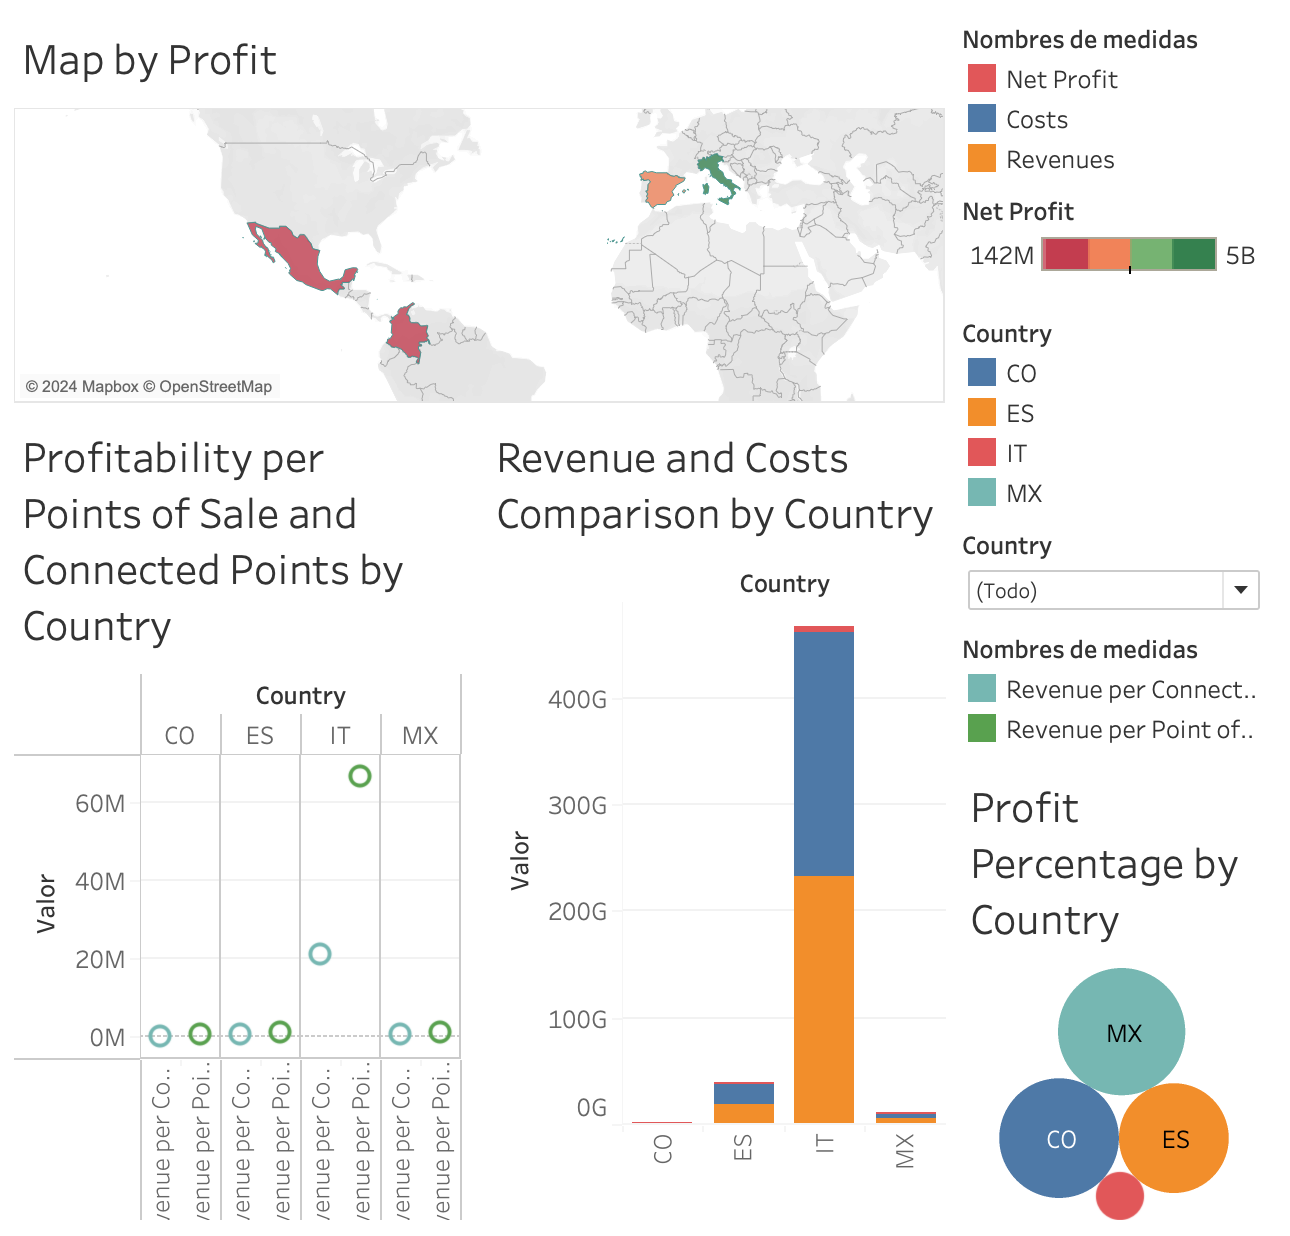 Map by Profit
© 2024 Mapbox © OpenStreetMap
Nombres de medidas
Net Profit
Costs
Revenues
Net Profit
142M
5B
Country
CO
ES
IT
MX
Country
(Todo)
Nombres de medidas
Revenue per Connect..
Revenue per Point of..
Profitability per
Points of Sale and
Connected Points by
Country
Country
CO ES IT MX
60M
40M
20M
0M
Valor
venue per Co..
venue per Poi..
venue per Co..
venue per Poi..
venue per Co..
venue per Poi..
venue per Co..
venue per Poi..
Revenue and Costs
Comparison by Country
Country
400G
300G
200G
100G
0G
Valor
CO
ES
IT
MX
Profit
Percentage by
Country
MX
CO
ES